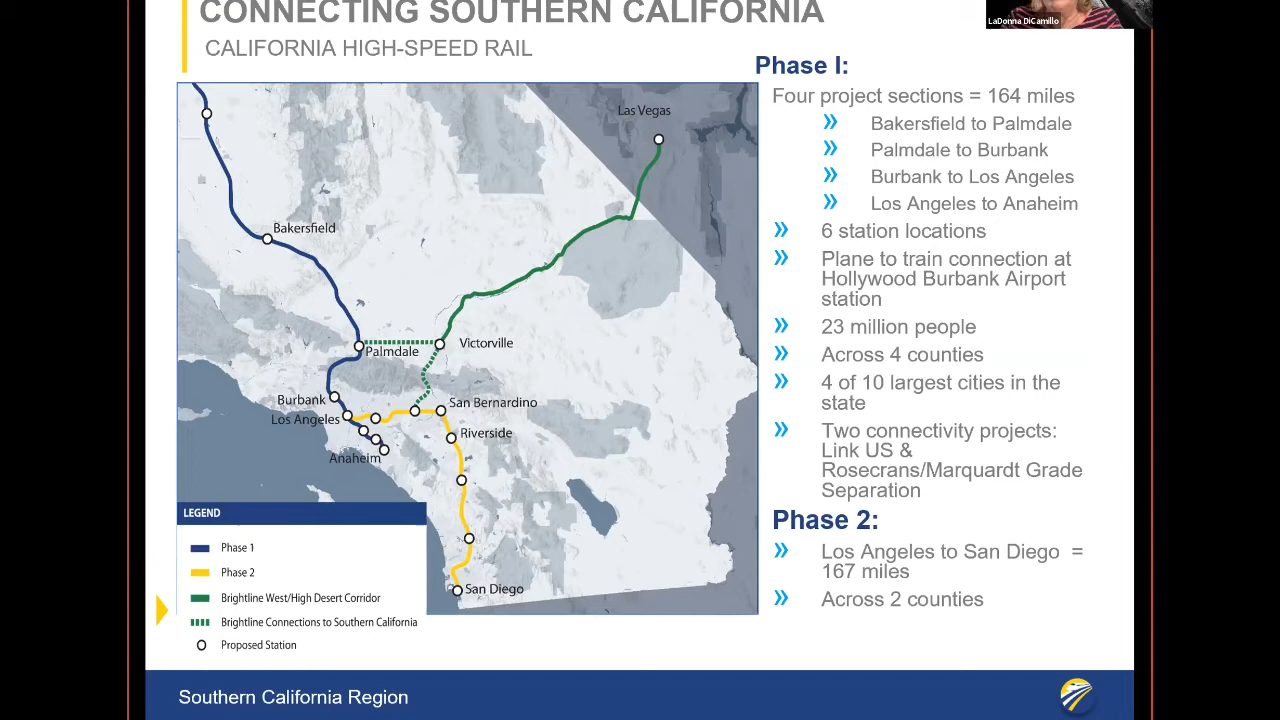 CONNECTING SOUTHERN CALIFORNIA
LaDonna DiCamillo
CALIFORNIA HIGH-SPEED RAIL
Las Vegas
Bakersfield
Palmdale
Victorville
Burbank
Los Angeles
San Bernardino
Riverside
Anaheim
San Diego
LEGEND
Phase 1
Phase 2
Brightline West/High Desert Corridor
Brightline Connections to Southern California
Proposed Station
Phase I:
Four project sections = 164 miles
Bakersfield to Palmdale
Palmdale to Burbank
Burbank to Los Angeles
Los Angeles to Anaheim
6 station locations
Plane to train connection at
Hollywood Burbank Airport
station
23 million people
Across 4 counties
4 of 10 largest cities in the
state
Two connectivity projects:
Link US &
Rosecrans/Marquardt Grade
Separation
Phase 2:
Los Angeles to San Diego =
167 miles
Across 2 counties
Southern California Region